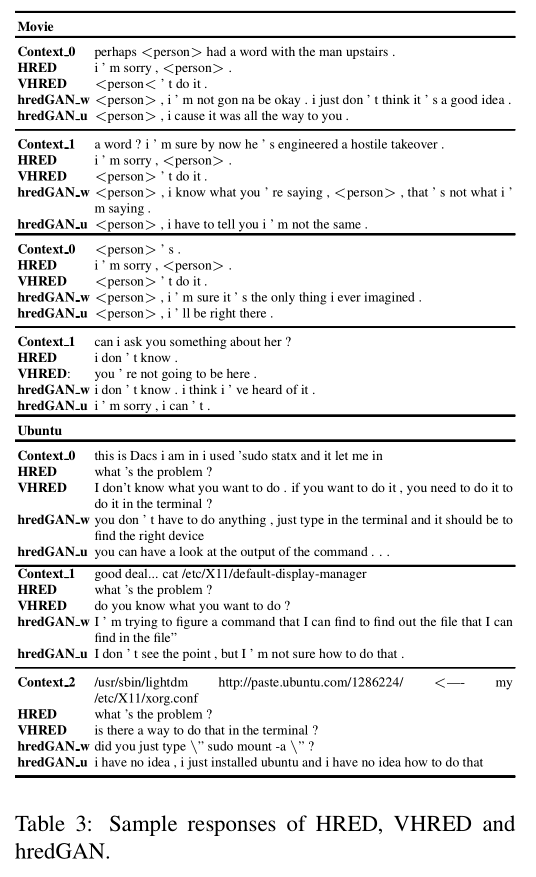 Movie
Context_0 perhaps <person> had a word with the man upstairs .
HRED i ' m sorry , <person> .
VHRED <person< ' t do it .
hredGAN_w <person> , i ' m not gon na be okay . i just don ' t think it ' s a good idea .
hredGAN_u <person> , i cause it was all the way to you .
Context_1 a word ? i ' m sure by now he ' s engineered a hostile takeover .
HRED i ' m sorry , <person> .
VHRED <person> ' t do it .
hredGAN_w <person> , i know what you ' re saying , <person> , that ' s not what i '
m saying .
hredGAN_u <person> , i have to tell you i ' m not the same .
Context_0 <person> ' s .
HRED i ' m sorry , <person> .
VHRED <person> ' t do it .
hredGAN_w <person> , i ' m sure it ' s the only thing i ever imagined .
hredGAN_u <person> , i ' ll be right there .
Context_1 can i ask you something about her ?
HRED i don ' t know .
VHRED: you ' re not going to be here .
hredGAN_w i don ' t know . i think i ' ve heard of it .
hredGAN_u i ' m sorry , i can ' t .
Ubuntu
Context_0 this is Dacs i am in i used 'sudo statx and it let me in
HRED what 's the problem ?
VHRED I don't know what you want to do . if you want to do it , you need to do it to
do it in the terminal ?
hredGAN_w you don ' t have to do anything , just type in the terminal and it should be to
find the right device
hredGAN_u you can have a look at the output of the command . . .
Context_1 good deal... cat /etc/X11/default-display-manager
HRED what 's the problem ?
VHRED do you know what you want to do ?
hredGAN_w I ' m trying to figure a command that I can find to find out the file that I can
find in the file”
hredGAN_u I don ' t see the point , but I ' m not sure how to do that .
Context_2 /usr/sbin/lightdm http://paste.ubuntu.com/1286224/ <—- my
/etc/X11/xorg.conf
HRED what 's the problem ?
VHRED is there a way to do that in the terminal ?
hredGAN_w did you just type \” sudo mount -a \” ?
hredGAN_u i have no idea , i just installed ubuntu and i have no idea how to do that
Table 3: Sample responses of HRED, VHRED and
hredGAN.